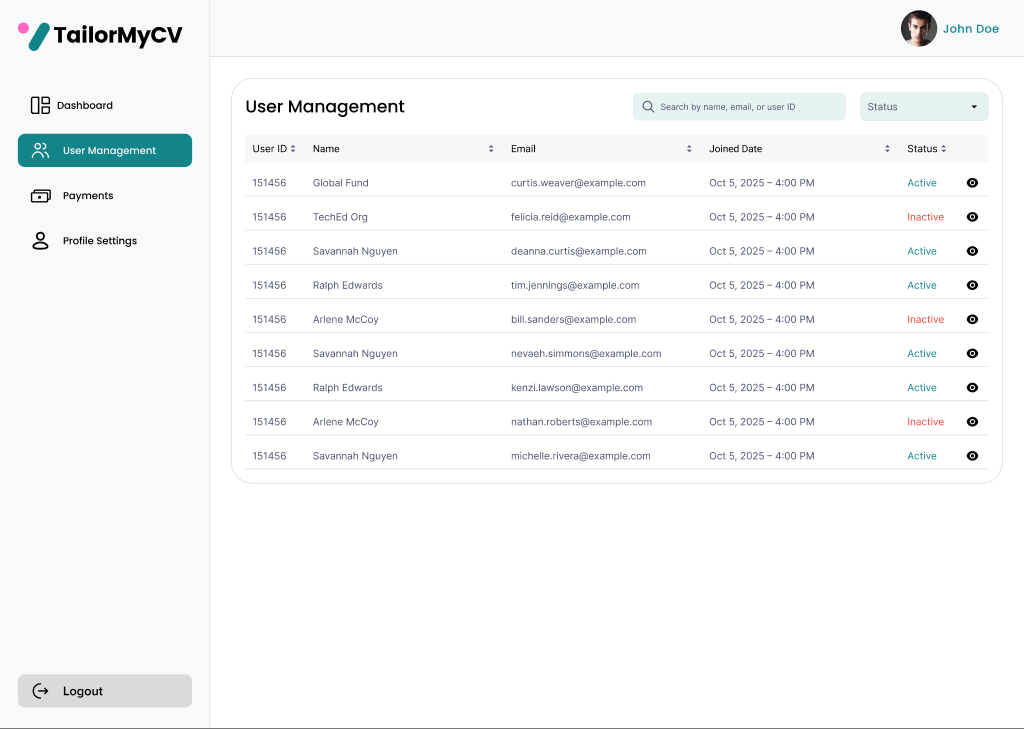 TailorMyCV
John Doe
Dashboard
User Management
Payments
Profile Settings
Logout
User Management
Search by name, email, or user ID
Status
User ID Name Email Joined Date Status
151456 Global Fund curtis.weaver@example.com Oct 5, 2025 – 4:00 PM Active
151456 TechEd Org felicia.reid@example.com Oct 5, 2025 – 4:00 PM Inactive
151456 Savannah Nguyen deanna.curtis@example.com Oct 5, 2025 – 4:00 PM Active
151456 Ralph Edwards tim.jennings@example.com Oct 5, 2025 – 4:00 PM Active
151456 Arlene McCoy bill.sanders@example.com Oct 5, 2025 – 4:00 PM Inactive
151456 Savannah Nguyen nevaeh.simmons@example.com Oct 5, 2025 – 4:00 PM Active
151456 Ralph Edwards kenzi.lawson@example.com Oct 5, 2025 – 4:00 PM Active
151456 Arlene McCoy nathan.roberts@example.com Oct 5, 2025 – 4:00 PM Inactive
151456 Savannah Nguyen michelle.rivera@example.com Oct 5, 2025 – 4:00 PM Active